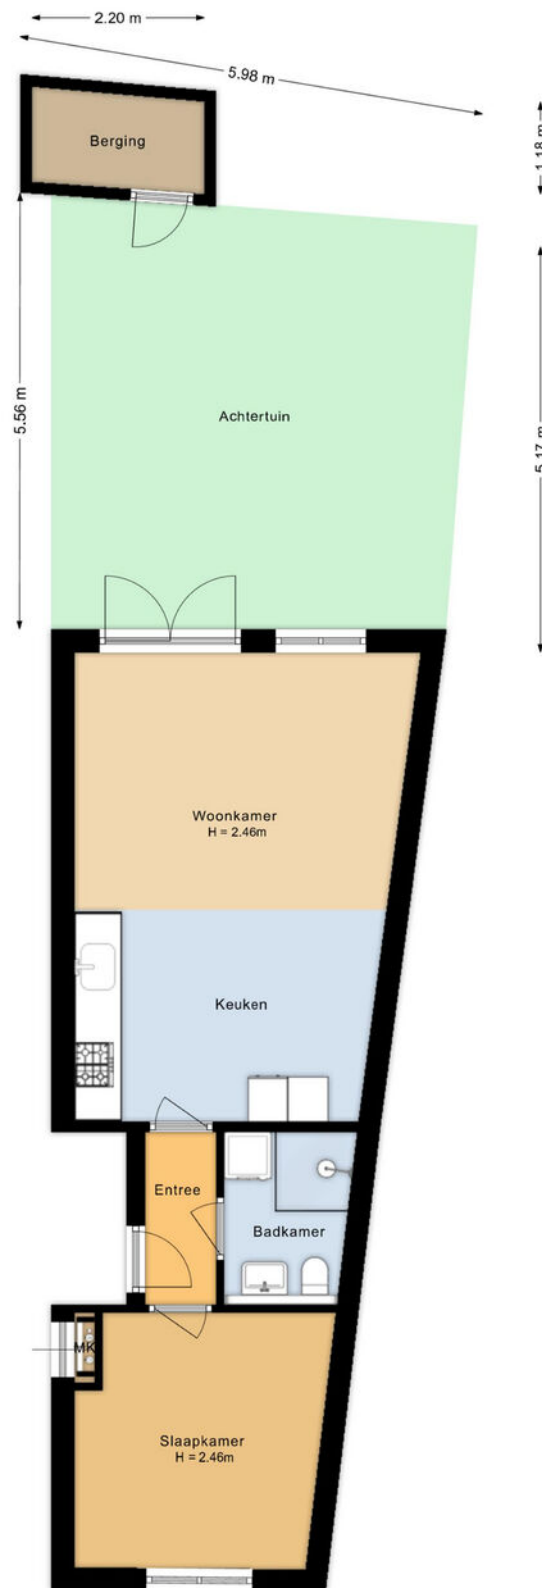 2.20 m
5.98 m
Berging
1.18 m
5.56 m
Achtertuin
5.17 m
Woonkamer
H = 2.46m
Keuken
Entree
Badkamer
MK
Slaapkamer
H = 2.46m